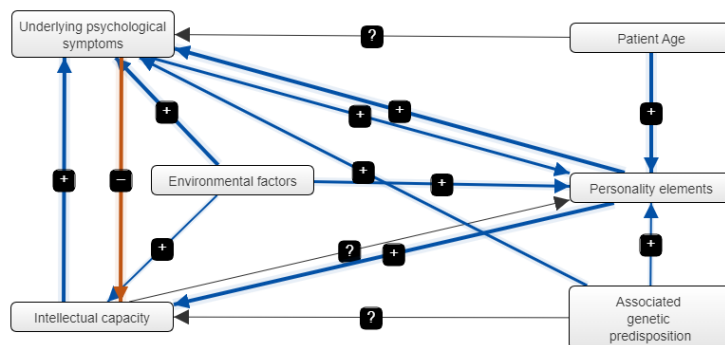 Underlying psychological
symptoms
?
Patient Age
+
+
+
+
+
+
−
Environmental factors
+
Personality elements
+
?
+
+
Intellectual capacity
?
Associated
genetic
predisposition